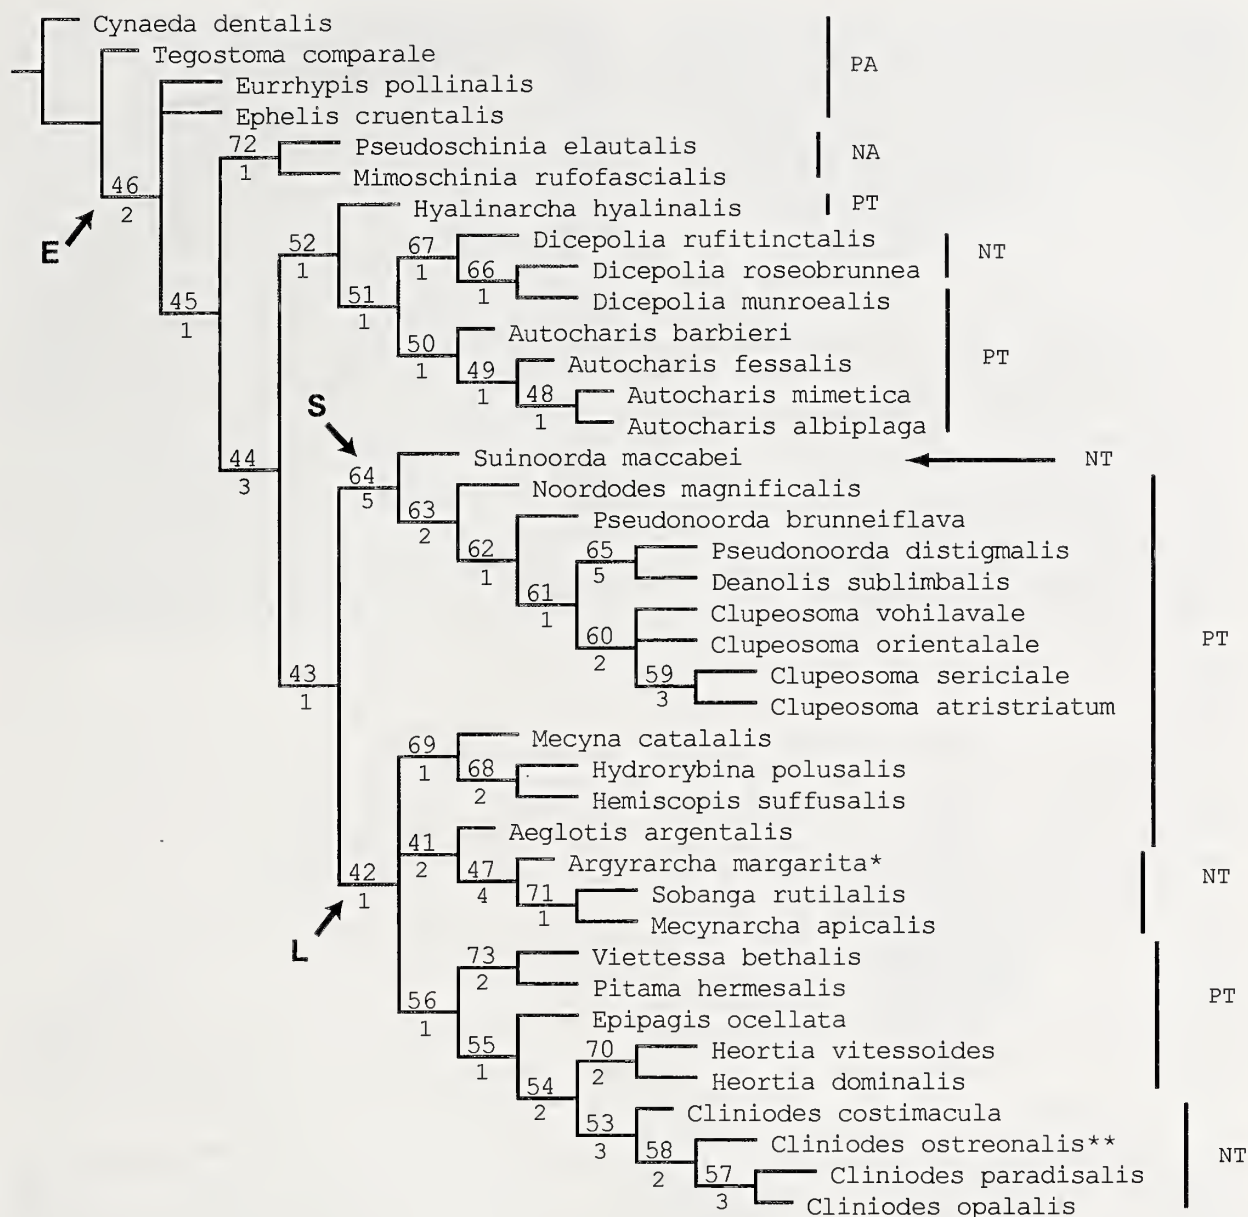 Cynaeda dentalis
Tegostoma comparale
PA
Eurrhypis pollinalis
Ephelis cruentalis
72
Pseudoschinia elautalis
NA
1
Mimoschinia rufofascialis
46
2
E
Hyalinarcha hyalinalis
PT
52
1
67
Dicepolia rufitinctalis
NT
1
66
Dicepolia roseobrunnea
1
Dicepolia munroealis
45
1
51
1
Autocharis barbieri
50
1
PT
Autocharis fessalis
49
1
Autocharis mimetica
48
1
Autocharis albiplaga
S
44
3
Suinoorda maccabei
NT
64
5
Noordodes magnificalis
63
2
Pseudonoorda brunneiflava
62
1
65
Pseudonoorda distigmalis
5
Deanolis sublimbalis
61
1
Clupeosoma vohilavale
60
2
Clupeosoma orientalale
PT
43
1
59
Clupeosoma sericiale
3
Clupeosoma atristriatum
69
Mecyna catalalis
1
68
Hydrorybina polusalis
2
Hemiscopis suffusalis
41
Aeglotis argentalis
2
47
Argyrarcha margarita*
4
NT
42
1
L
71
Sobanga rutilalis
1
Mecynarcha apicalis
73
Viettessa bethalis
2
Pitama hermesalis
PT
56
1
Epipagis ocellata
55
1
70
Heortia vitessoides
2
Heortia dominalis
54
2
Cliniodes costimacula
53
3
Cliniodes ostreonalis**
58
2
NT
57
Cliniodes paradisalis
3
Cliniodes opalalis